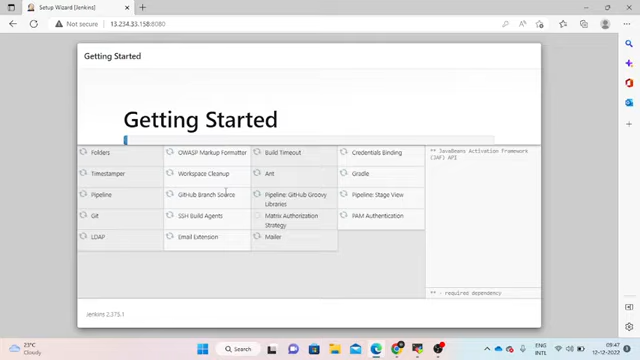 Setup Wizard [Jenkins]
Not secure 13.234.33.158:8080
Getting Started
Getting Started
Folders OWASP Markup Formatter Build Timeout Credentials Binding
Timestamper Workspace Cleanup Ant Gradle
Pipeline GitHub Branch Source Pipeline: GitHub Groovy Libraries Pipeline: Stage View
Git SSH Build Agents Matrix Authorization Strategy PAM Authentication
LDAP Email Extension Mailer
** JavaBeans Activation Framework
(JAF) API
** - required dependency
Jenkins 2.375.1
23°C
Cloudy
Search
ENG
INTL
09:47
12-12-2022